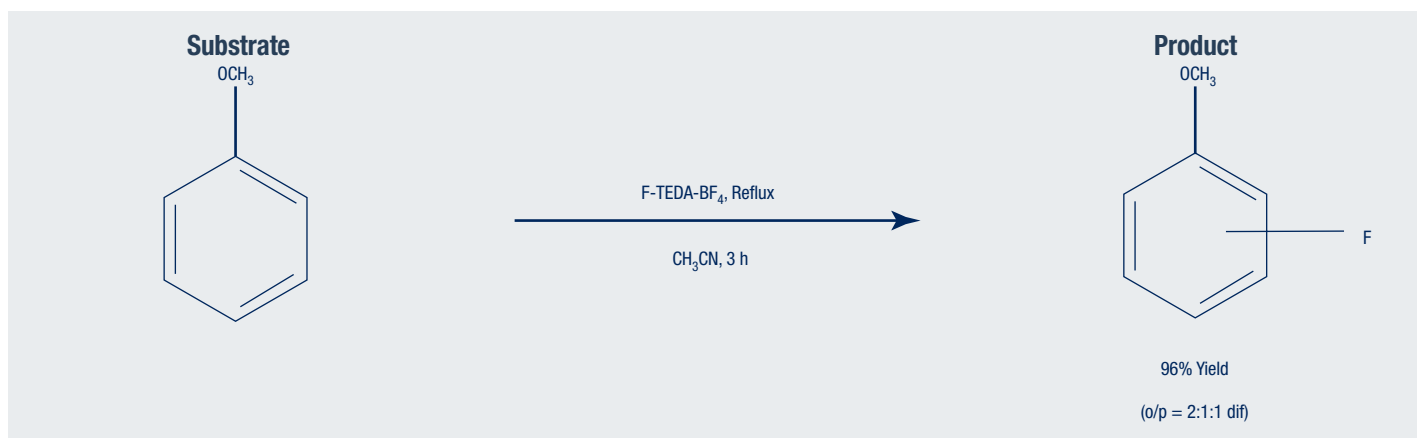 Substrate
OCH₃
F-TEDA-BF₄, Reflux
CH₃CN, 3 h
Product
OCH₃
F
96% Yield
(o/p = 2:1:1 dif)